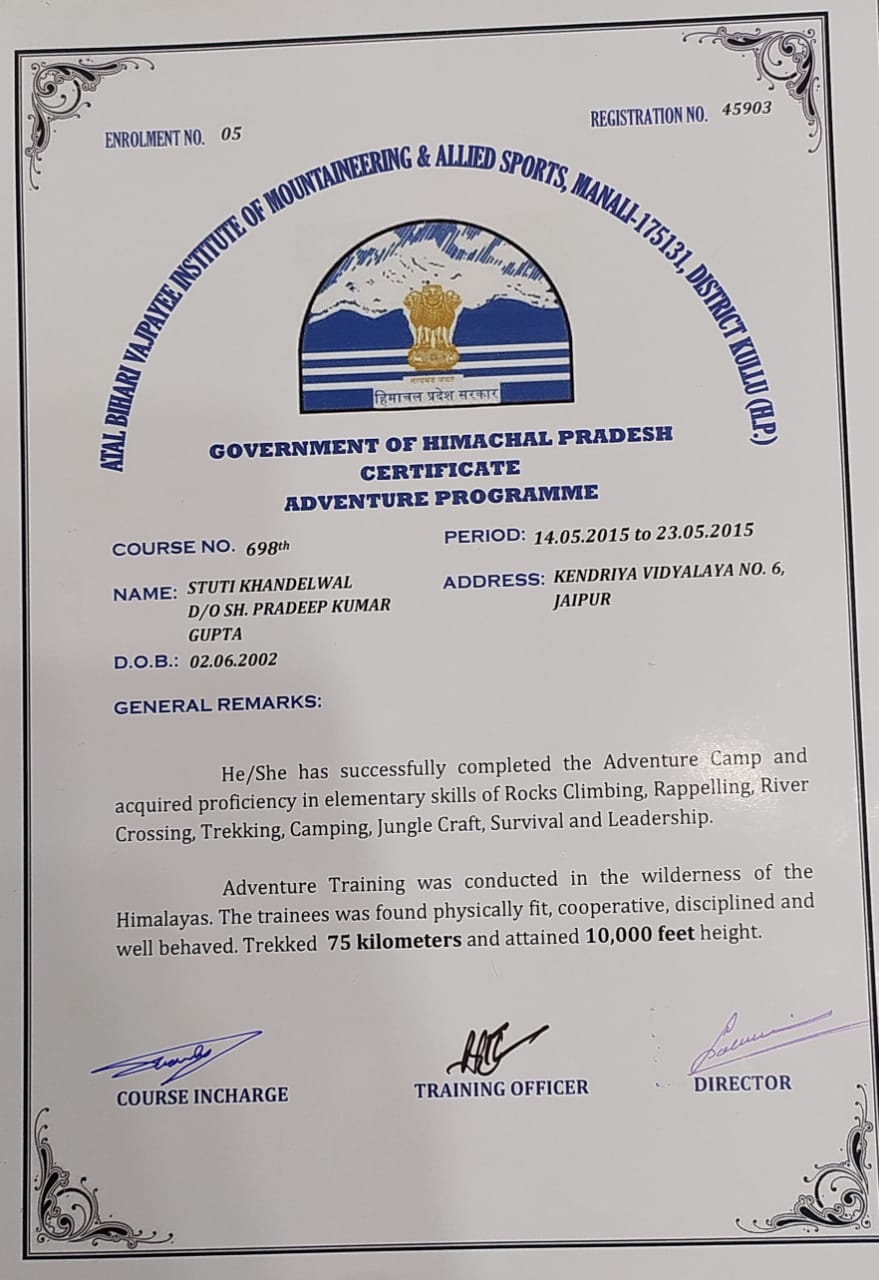 ENROLMENT NO. 05
REGISTRATION NO. 45903
ATAL BIHARI VAJPAYEE INSTITUTE OF MOUNTAINEERING & ALLIED SPORTS, MANALI-175131, DISTRICT KULLU (H.P.)
सत्यमेव जयते
हिमाचल प्रदेश सरकार
GOVERNMENT OF HIMACHAL PRADESH
CERTIFICATE
ADVENTURE PROGRAMME
COURSE NO. 698th
PERIOD: 14.05.2015 to 23.05.2015
NAME: STUTI KHANDELWAL
D/O SH. PRADEEP KUMAR
GUPTA
ADDRESS: KENDRIYA VIDYALAYA NO. 6,
JAIPUR
D.O.B.: 02.06.2002
GENERAL REMARKS:
He/She has successfully completed the Adventure Camp and
acquired proficiency in elementary skills of Rocks Climbing, Rappelling, River
Crossing, Trekking, Camping, Jungle Craft, Survival and Leadership.
Adventure Training was conducted in the wilderness of the
Himalayas. The trainees was found physically fit, cooperative, disciplined and
well behaved. Trekked 75 kilometers and attained 10,000 feet height.
COURSE INCHARGE
TRAINING OFFICER
DIRECTOR